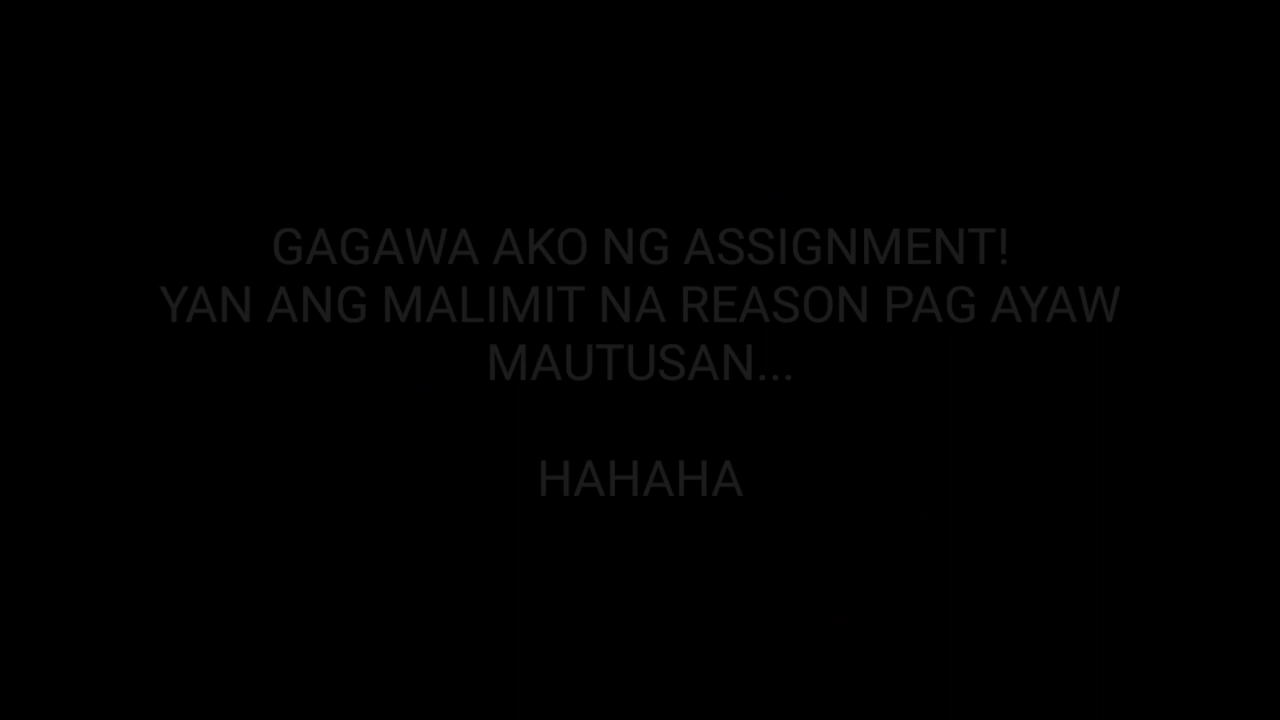 GAGAWA AKO NG ASSIGNMENT!
YAN ANG MALIMIT NA REASON PAG AYAW
MAUTUSAN...
HAHAHA